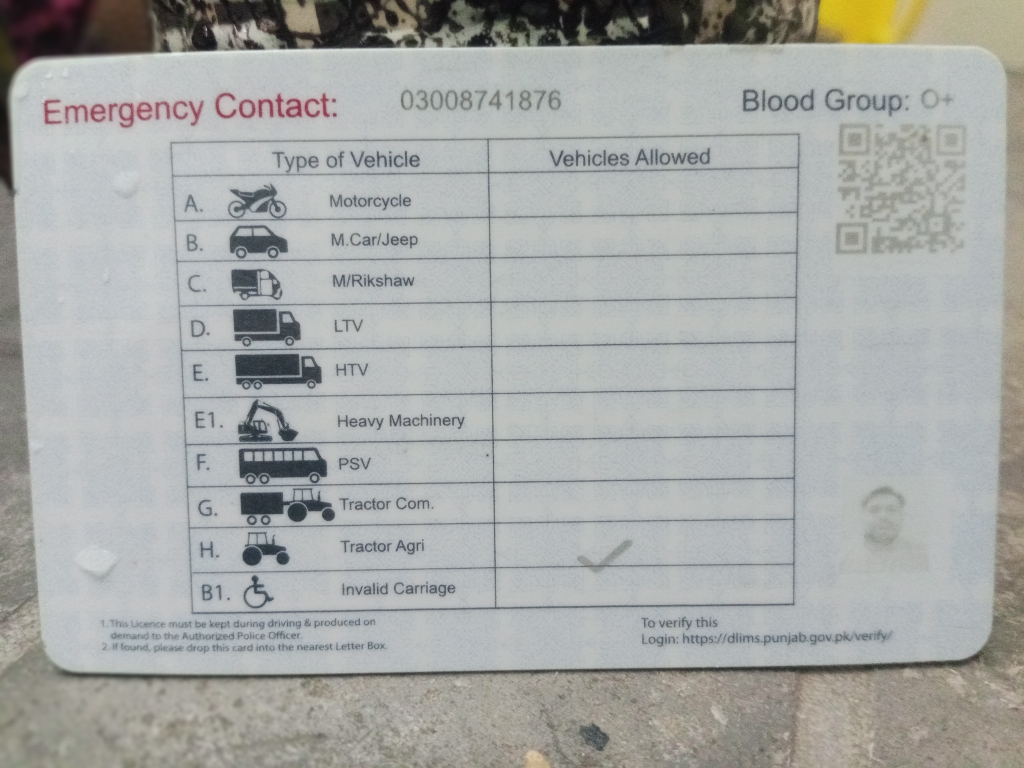 Emergency Contact: 03008741876 Blood Group: O+
Type of Vehicle Vehicles Allowed
A. Motorcycle
B. M.Car/Jeep
C. M/Rikshaw
D. LTV
E. HTV
E1. Heavy Machinery
F. PSV
G. Tractor Com.
H. Tractor Agri ✓
B1. Invalid Carriage
1. This Licence must be kept during driving & produced on
demand to the Authorized Police Officer.
2. If found, please drop this card into the nearest Letter Box.
To verify this
Login: https://dlims.punjab.gov.pk/verify/